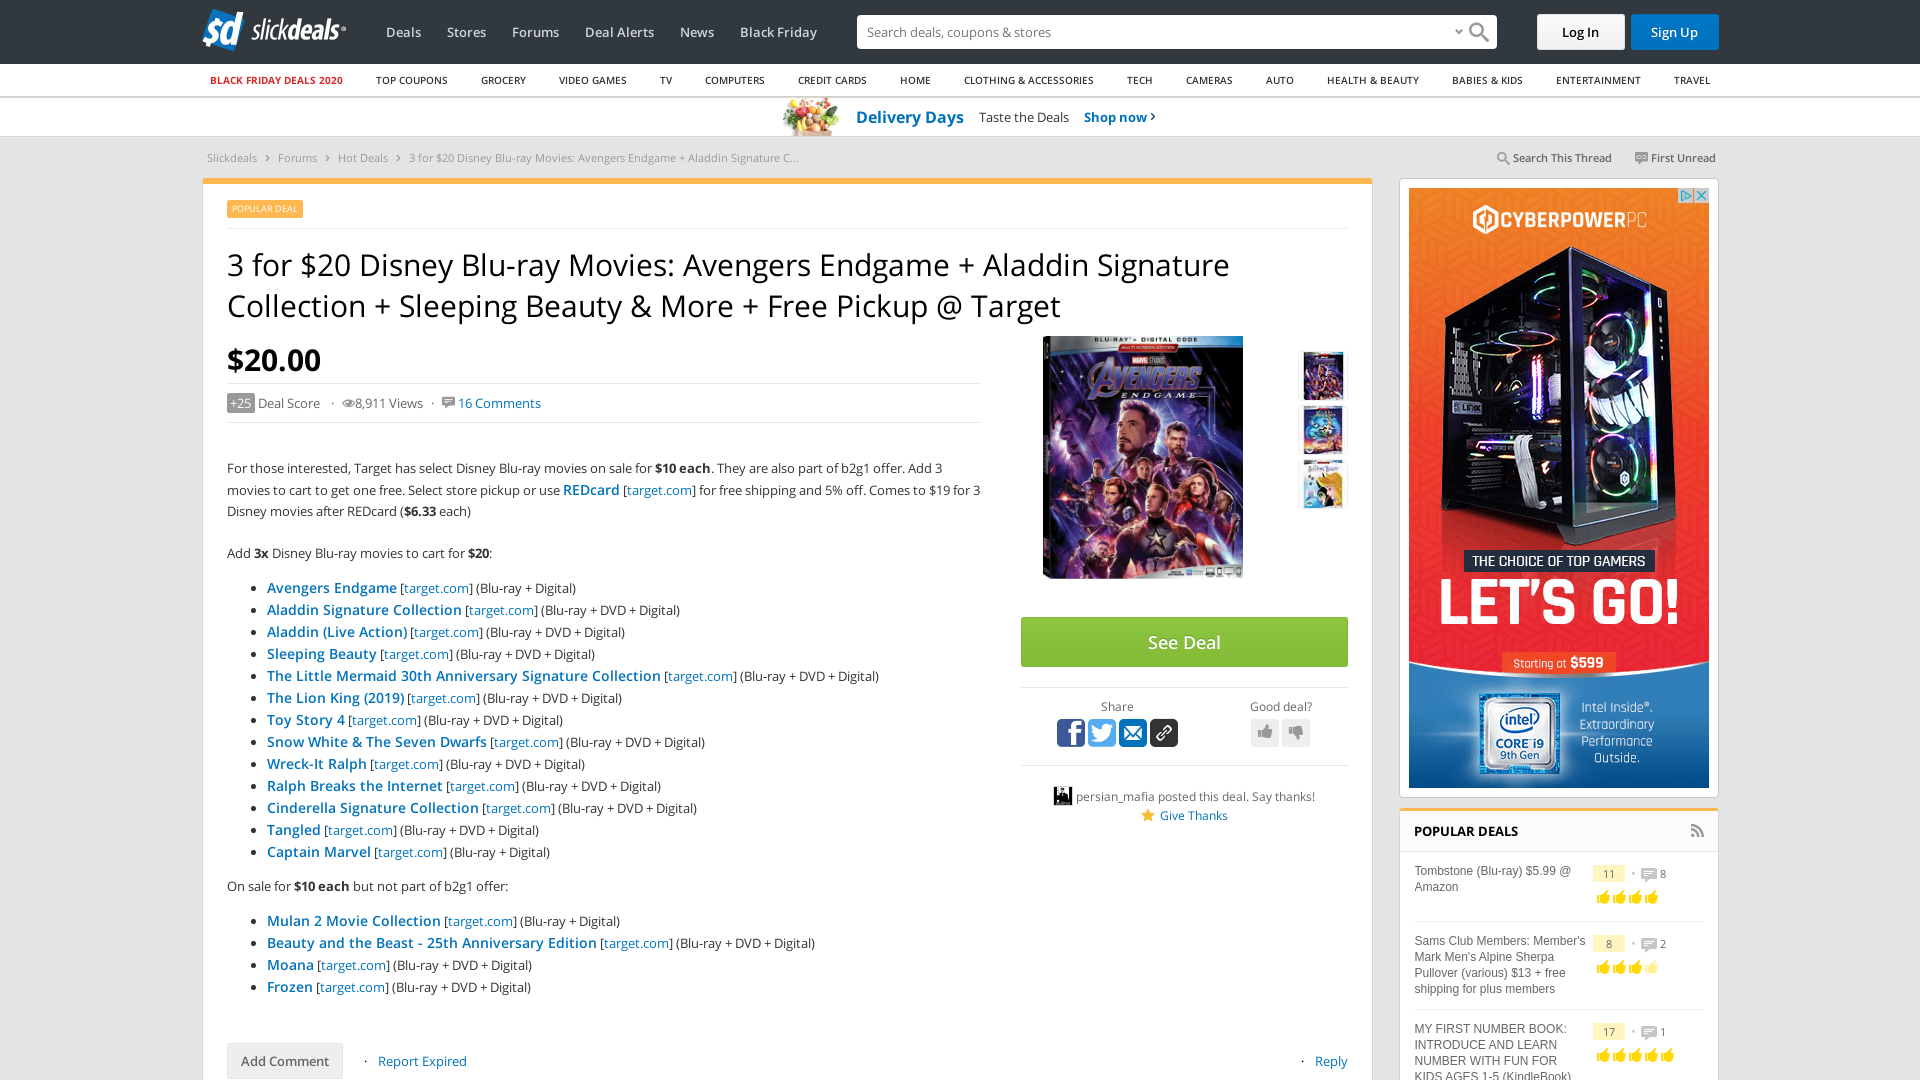 slickdeals
Deals
Stores
Forums
Deal Alerts
News
Black Friday
Search deals, coupons & stores
Log In
Sign Up
BLACK FRIDAY DEALS 2020
TOP COUPONS
GROCERY
VIDEO GAMES
TV
COMPUTERS
CREDIT CARDS
HOME
CLOTHING & ACCESSORIES
TECH
CAMERAS
AUTO
HEALTH & BEAUTY
BABIES & KIDS
ENTERTAINMENT
TRAVEL
Delivery Days Taste the Deals Shop now
Slickdeals > Forums > Hot Deals > 3 for $20 Disney Blu-ray Movies: Avengers Endgame + Aladdin Signature C...
Search This Thread
First Unread
POPULAR DEAL
3 for $20 Disney Blu-ray Movies: Avengers Endgame + Aladdin Signature
Collection + Sleeping Beauty & More + Free Pickup @ Target
$20.00
+25 Deal Score · 8,911 Views · 16 Comments
For those interested, Target has select Disney Blu-ray movies on sale for $10 each. They are also part of b2g1 offer. Add 3
movies to cart to get one free. Select store pickup or use REDcard [target.com] for free shipping and 5% off. Comes to $19 for 3
Disney movies after REDcard ($6.33 each)
Add 3x Disney Blu-ray movies to cart for $20:
• Avengers Endgame [target.com] (Blu-ray + Digital)
• Aladdin Signature Collection [target.com] (Blu-ray + DVD + Digital)
• Aladdin (Live Action) [target.com] (Blu-ray + DVD + Digital)
• Sleeping Beauty [target.com] (Blu-ray + DVD + Digital)
• The Little Mermaid 30th Anniversary Signature Collection [target.com] (Blu-ray + DVD + Digital)
• The Lion King (2019) [target.com] (Blu-ray + DVD + Digital)
• Toy Story 4 [target.com] (Blu-ray + DVD + Digital)
• Snow White & The Seven Dwarfs [target.com] (Blu-ray + DVD + Digital)
• Wreck-It Ralph [target.com] (Blu-ray + DVD + Digital)
• Ralph Breaks the Internet [target.com] (Blu-ray + DVD + Digital)
• Cinderella Signature Collection [target.com] (Blu-ray + DVD + Digital)
• Tangled [target.com] (Blu-ray + DVD + Digital)
• Captain Marvel [target.com] (Blu-ray + Digital)
On sale for $10 each but not part of b2g1 offer:
• Mulan 2 Movie Collection [target.com] (Blu-ray + Digital)
• Beauty and the Beast - 25th Anniversary Edition [target.com] (Blu-ray + DVD + Digital)
• Moana [target.com] (Blu-ray + DVD + Digital)
• Frozen [target.com] (Blu-ray + DVD + Digital)
Add Comment · Report Expired
· Reply
BLU-RAY + DIGITAL CODE
MARVEL STUDIOS
AVENGERS
ENDGAME
See Deal
Share
Good deal?
persian_mafia posted this deal. Say thanks!
Give Thanks
CYBERPOWERPC
THE CHOICE OF TOP GAMERS
LET'S GO!
Starting at $599
intel
CORE i9
9th Gen
Intel Inside®.
Extraordinary
Performance
Outside.
POPULAR DEALS
Tombstone (Blu-ray) $5.99 @
Amazon
11 • 8
Sams Club Members: Member's
Mark Men's Alpine Sherpa
Pullover (various) $13 + free
shipping for plus members
8 • 2
MY FIRST NUMBER BOOK:
INTRODUCE AND LEARN
NUMBER WITH FUN FOR
KIDS AGES 1-5 (KindleBook)
17 • 1